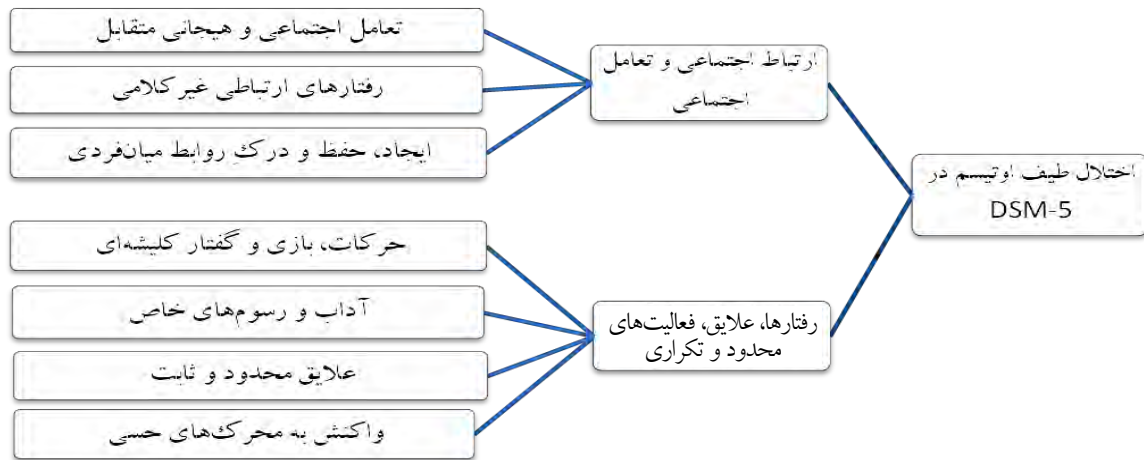 اختلال طیف اوتیسم در
DSM-5
ارتباط اجتماعی و تعامل
اجتماعی
تعامل اجتماعی و هیجانی متقابل
رفتارهای ارتباطی غیرکلامی
ایجاد، حفظ و درکِ روابط میان‌فردی
رفتارها، علایق، فعالیت‌های
محدود و تکراری
حرکات، بازی و گفتار کلیشه‌ای
آداب و رسوم‌های خاص
علایق محدود و ثابت
واکنش به محرک‌های حسی